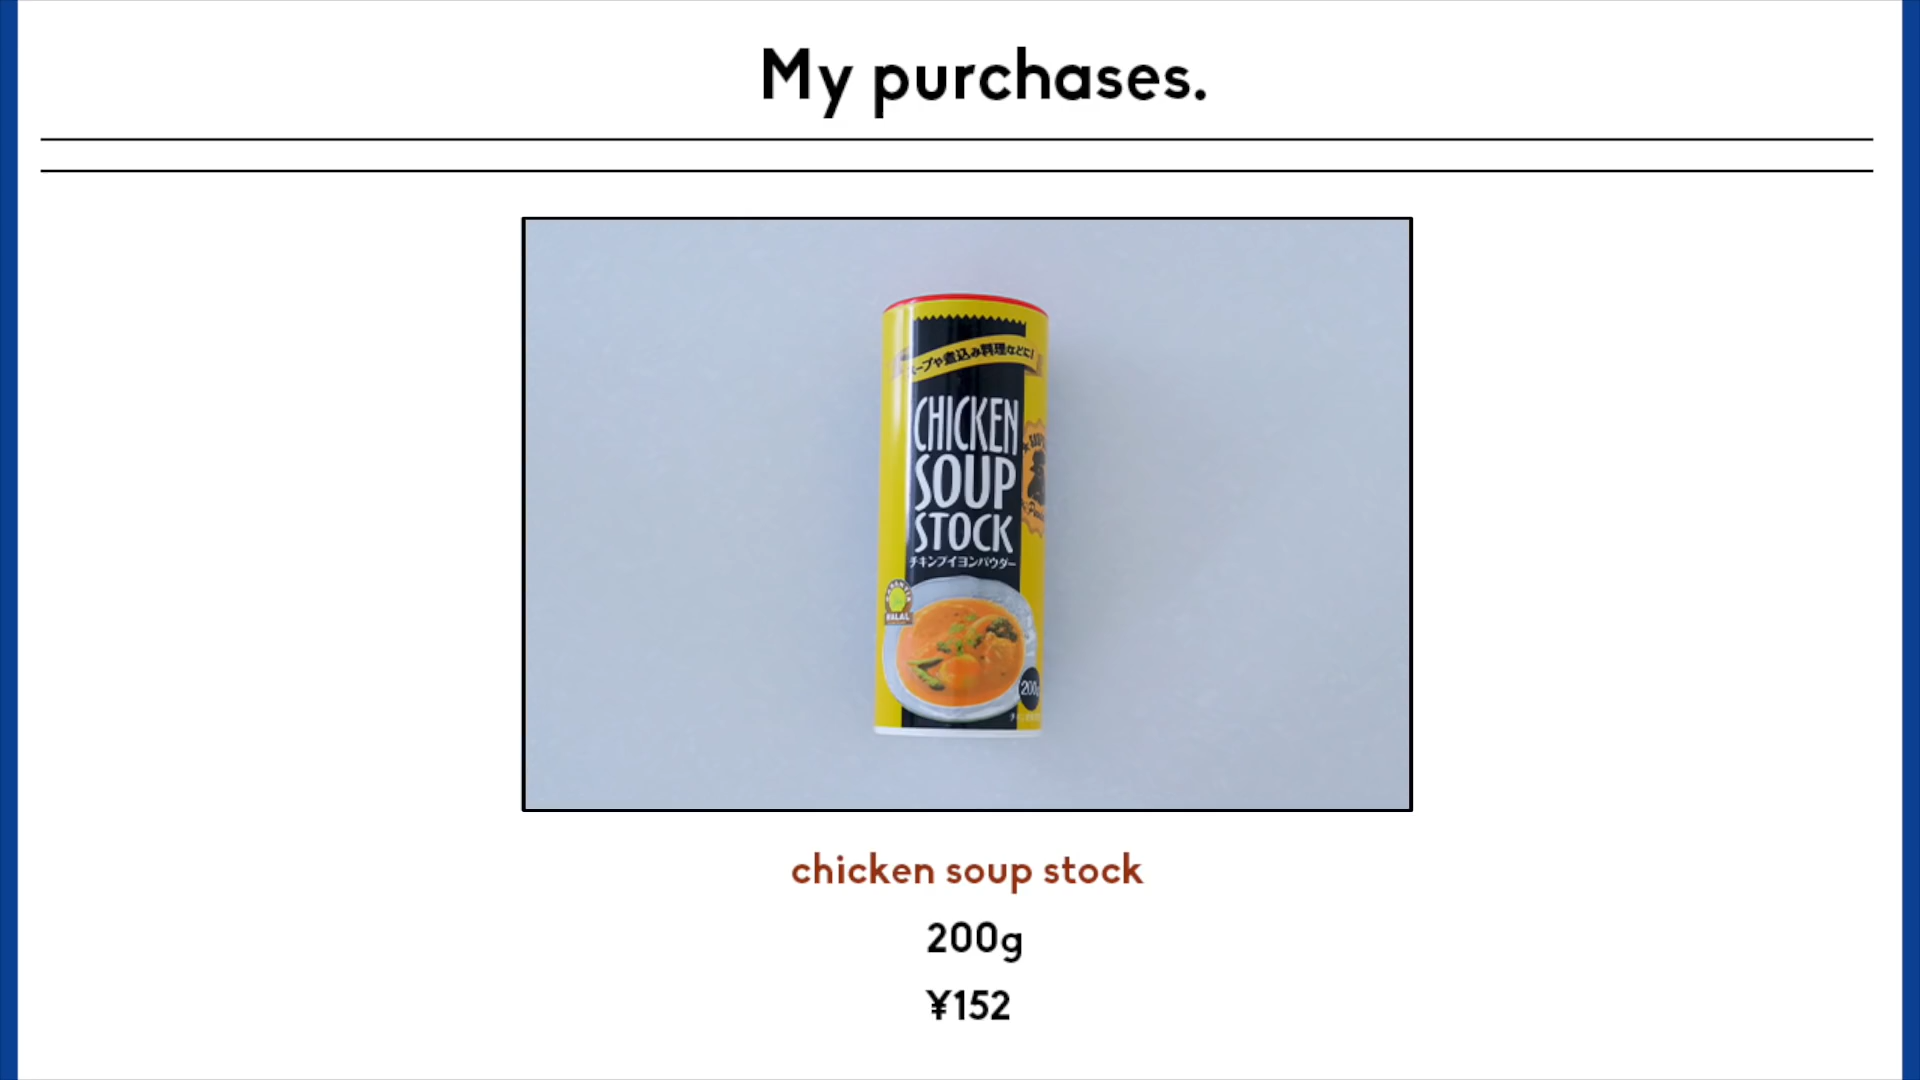 My purchases.
ープや煮込み料理などに!
CHICKEN
SOUP
STOCK
チキンブイヨンパウダー
HALAL
200g
chicken soup stock
200g
¥152